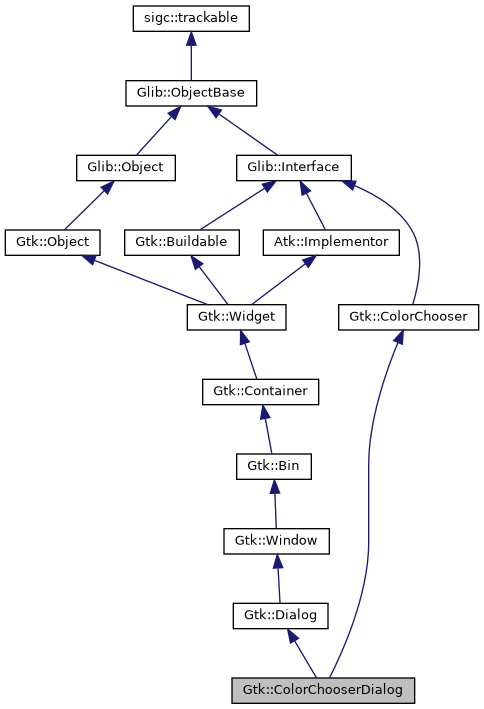 sigc::trackable
Glib::ObjectBase
Glib::Object
Glib::Interface
Gtk::Object
Gtk::Buildable
Atk::Implementor
Gtk::Widget
Gtk::ColorChooser
Gtk::Container
Gtk::Bin
Gtk::Window
Gtk::Dialog
Gtk::ColorChooserDialog